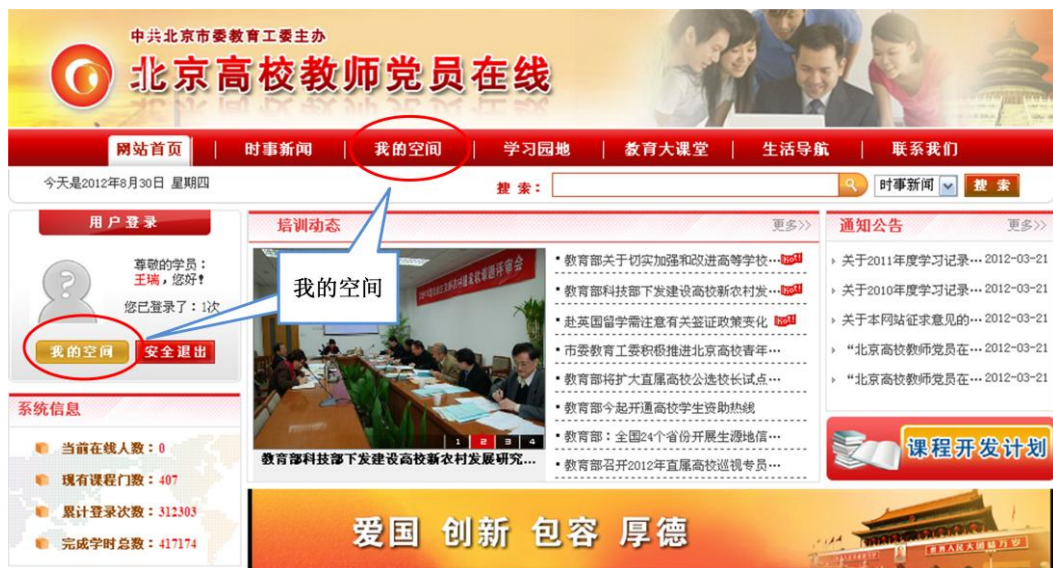 中共北京市委教育工委主办
北京高校教师党员在线
网站首页 | 时事新闻 | 我的空间 | 学习园地 | 教育大课堂 | 生活导航 | 联系我们
今天是2012年8月30日 星期四
搜 索：
时事新闻
搜 索
用户登录
尊敬的学员：
王瑞，您好！
您已登录了：1次
我的空间
安全退出
系统信息
当前在线人数：0
现有课程门数：407
累计登录次数：312303
完成学时总数：417174
培训动态
更多>>
我的空间
1 2 3 4
教育部科技部下发建设高校新农村发展研究...
教育部关于切实加强和改进高等学校… Hot!
教育部科技部下发建设高校新农村发… Hot!
赴英国留学需注意有关签证政策变化 Hot!
市委教育工委积极推进北京高校青年…
教育部将扩大直属高校公选校长试点…
教育部今起开通高校学生资助热线
教育部：全国24个省份开展生源地信…
教育部召开2012年直属高校巡视专员…
通知公告
更多>>
关于2011年度学习记录… 2012-03-21
关于2010年度学习记录… 2012-03-21
关于本网站征求意见的… 2012-03-21
“北京高校教师党员在… 2012-03-21
“北京高校教师党员在… 2012-03-21
课程开发计划
爱国 创新 包容 厚德
世界人民大团结万岁